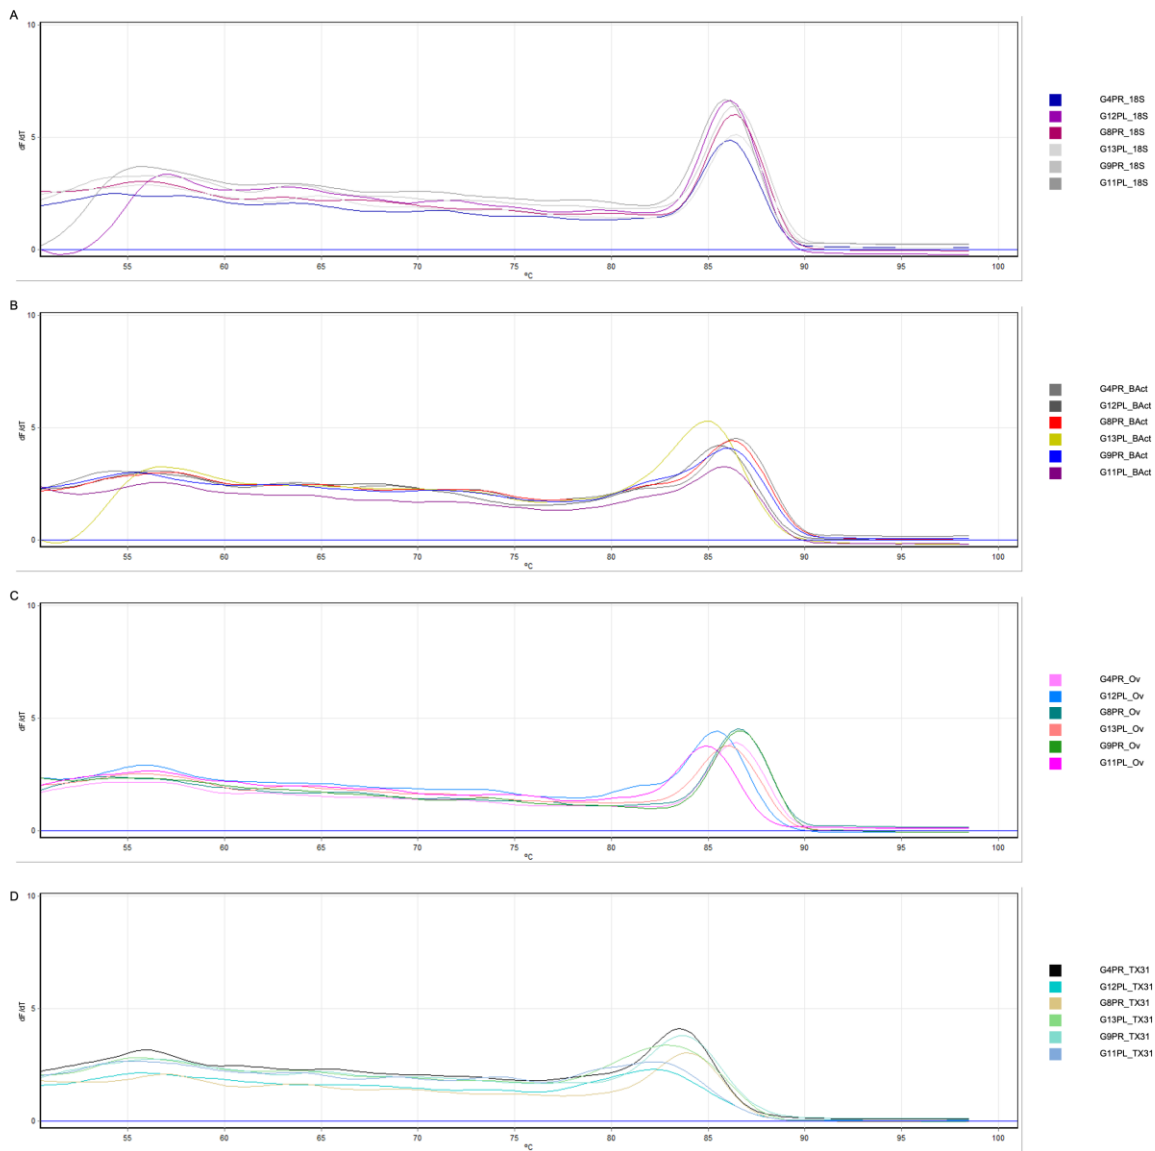 A
10
5
0
dF/dT
55 60 65 70 75 80 85 90 95 100
ºC
G4PR_18S
G12PL_18S
G8PR_18S
G13PL_18S
G9PR_18S
G11PL_18S
B
10
5
0
dF/dT
55 60 65 70 75 80 85 90 95 100
ºC
G4PR_BAct
G12PL_BAct
G8PR_BAct
G13PL_BAct
G9PR_BAct
G11PL_BAct
C
10
5
0
dF/dT
55 60 65 70 75 80 85 90 95 100
ºC
G4PR_Ov
G12PL_Ov
G8PR_Ov
G13PL_Ov
G9PR_Ov
G11PL_Ov
D
10
5
0
dF/dT
55 60 65 70 75 80 85 90 95 100
ºC
G4PR_TX31
G12PL_TX31
G8PR_TX31
G13PL_TX31
G9PR_TX31
G11PL_TX31